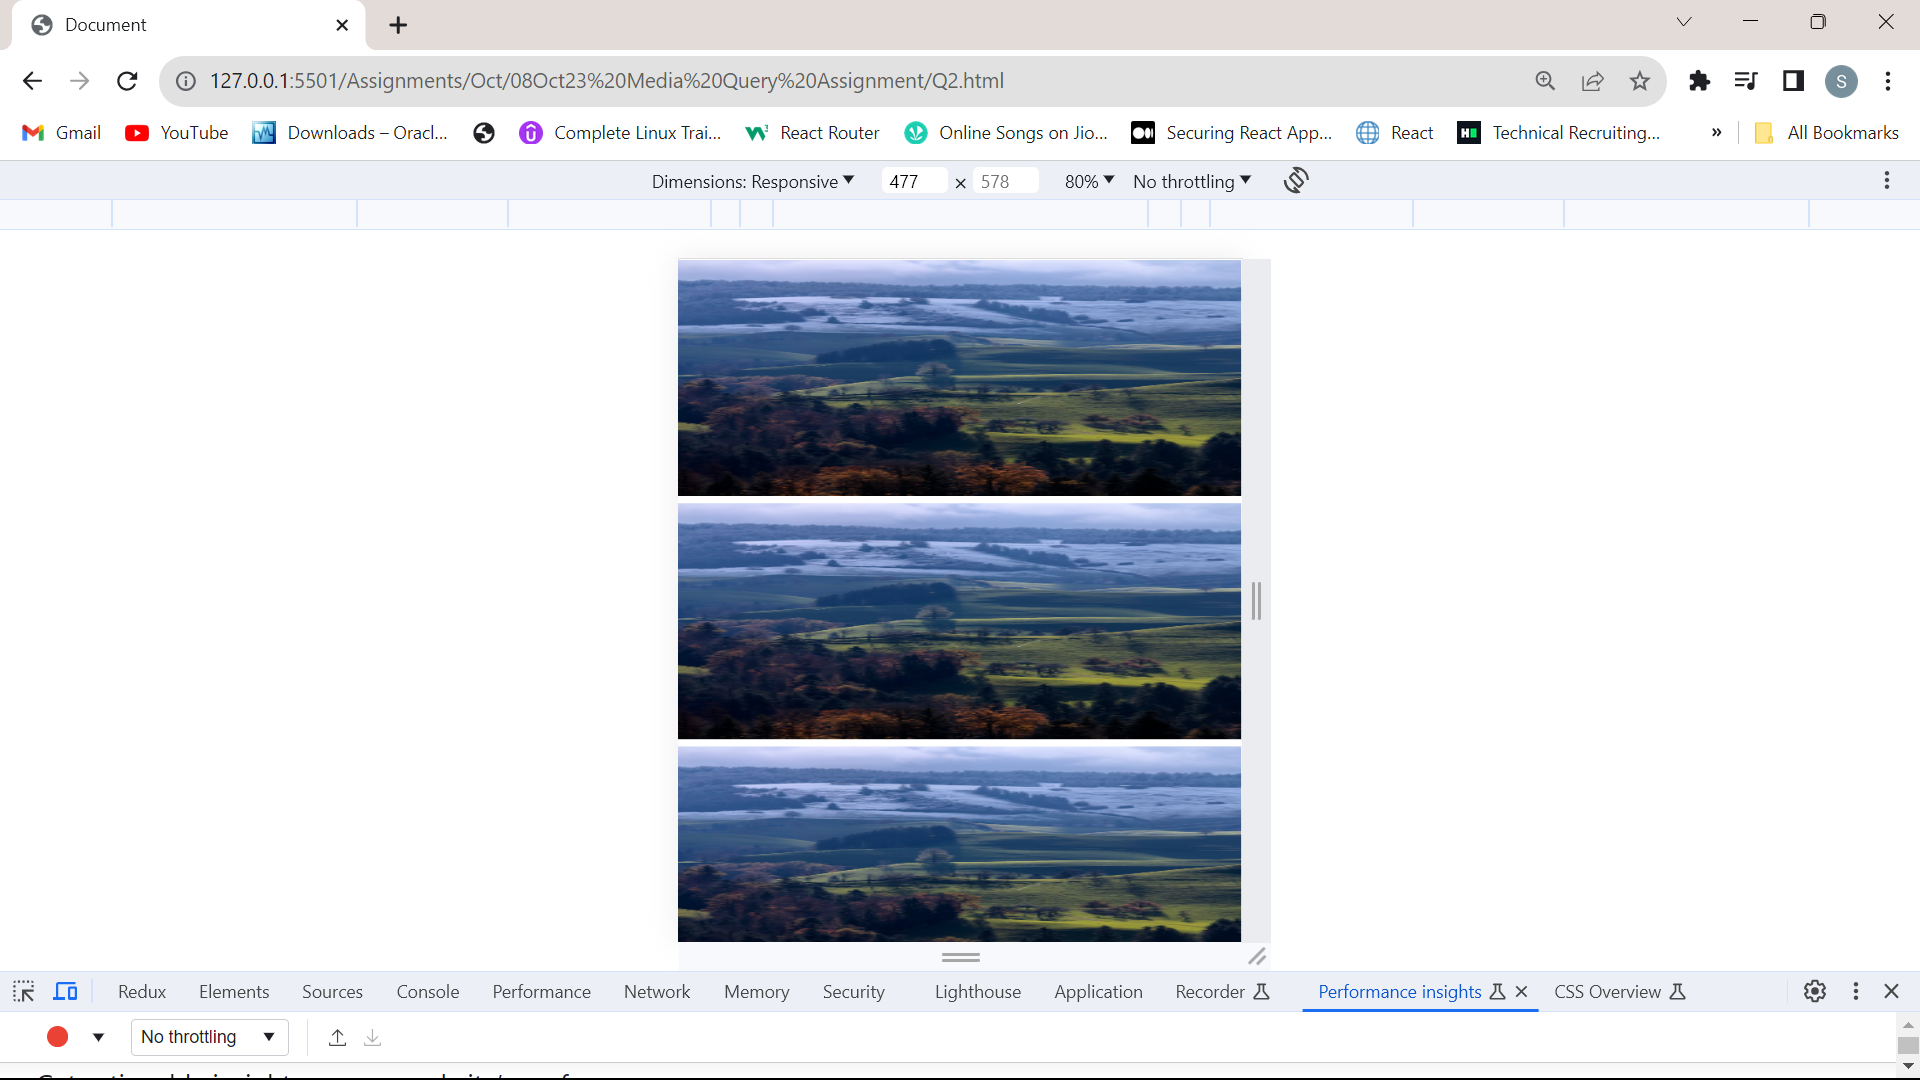 Document
127.0.0.1:5501/Assignments/Oct/08Oct23%20Media%20Query%20Assignment/Q2.html
S
Gmail YouTube Downloads – Oracl... Complete Linux Trai... React Router Online Songs on Jio... Securing React App... React Technical Recruiting... » All Bookmarks
Dimensions: Responsive 477 × 578 80% No throttling
Redux Elements Sources Console Performance Network Memory Security Lighthouse Application Recorder Performance insights CSS Overview
No throttling